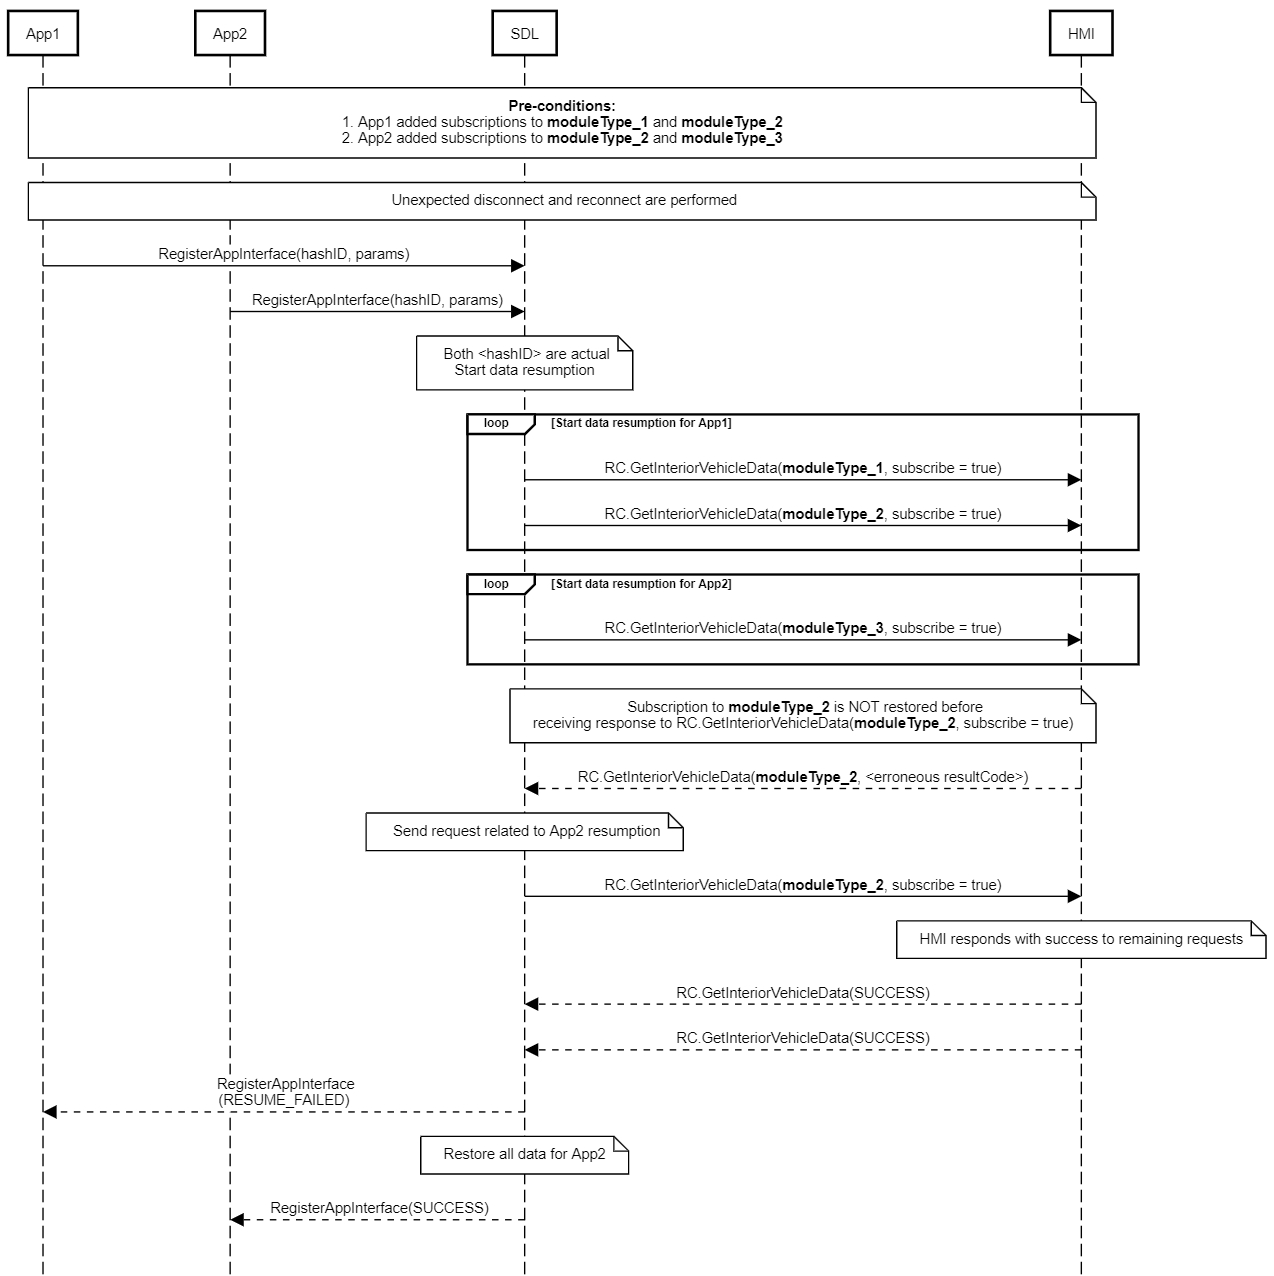 App1
App2
SDL
HMI
Pre-conditions:
1. App1 added subscriptions to moduleType_1 and moduleType_2
2. App2 added subscriptions to moduleType_2 and moduleType_3
Unexpected disconnect and reconnect are performed
RegisterAppInterface(hashID, params)
RegisterAppInterface(hashID, params)
Both <hashID> are actual
Start data resumption
loop
[Start data resumption for App1]
RC.GetInteriorVehicleData(moduleType_1, subscribe = true)
RC.GetInteriorVehicleData(moduleType_2, subscribe = true)
loop
[Start data resumption for App2]
RC.GetInteriorVehicleData(moduleType_3, subscribe = true)
Subscription to moduleType_2 is NOT restored before
receiving response to RC.GetInteriorVehicleData(moduleType_2, subscribe = true)
RC.GetInteriorVehicleData(moduleType_2, <erroneous resultCode>)
Send request related to App2 resumption
RC.GetInteriorVehicleData(moduleType_2, subscribe = true)
HMI responds with success to remaining requests
RC.GetInteriorVehicleData(SUCCESS)
RC.GetInteriorVehicleData(SUCCESS)
RegisterAppInterface
(RESUME_FAILED)
Restore all data for App2
RegisterAppInterface(SUCCESS)